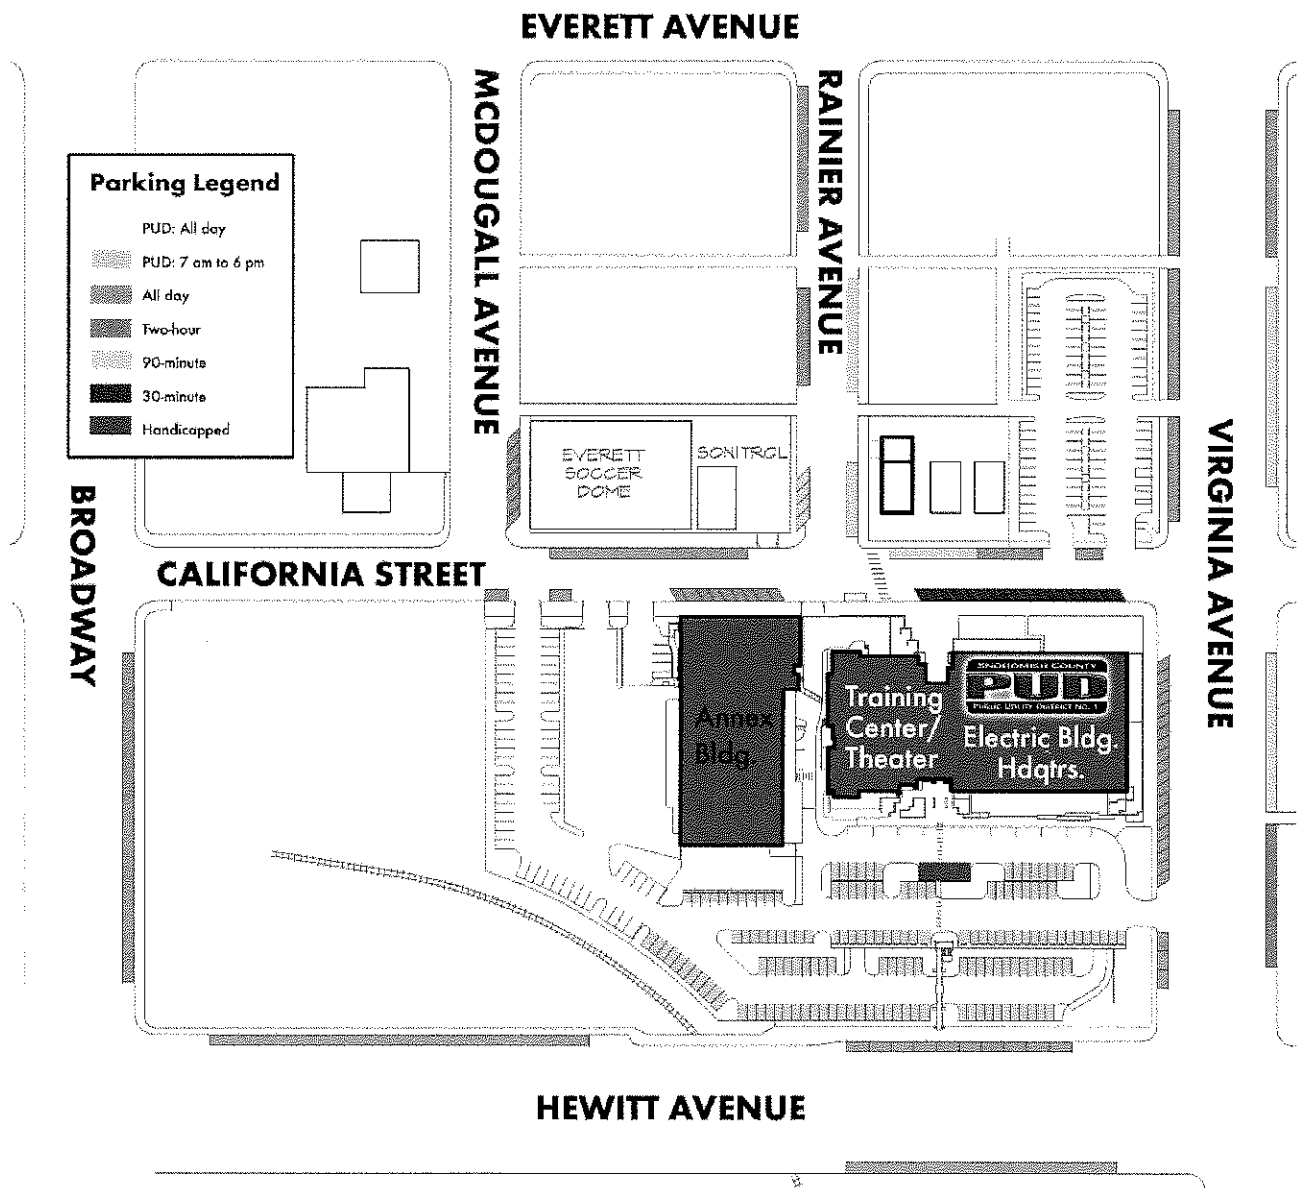 EVERETT AVENUE
MCDOUGALL AVENUE
RAINIER AVENUE
Parking Legend
PUD: All day
PUD: 7 am to 6 pm
All day
Two-hour
90-minute
30-minute
Handicapped
EVERETT
SOCCER
DOME
SONITROL
VIRGINIA AVENUE
BROADWAY
CALIFORNIA STREET
Annex
Bldg.
Training
Center/
Theater
SNOHOMISH COUNTY
PUD
PUBLIC UTILITY DISTRICT NO. 1
Electric Bldg.
Hdqtrs.
HEWITT AVENUE